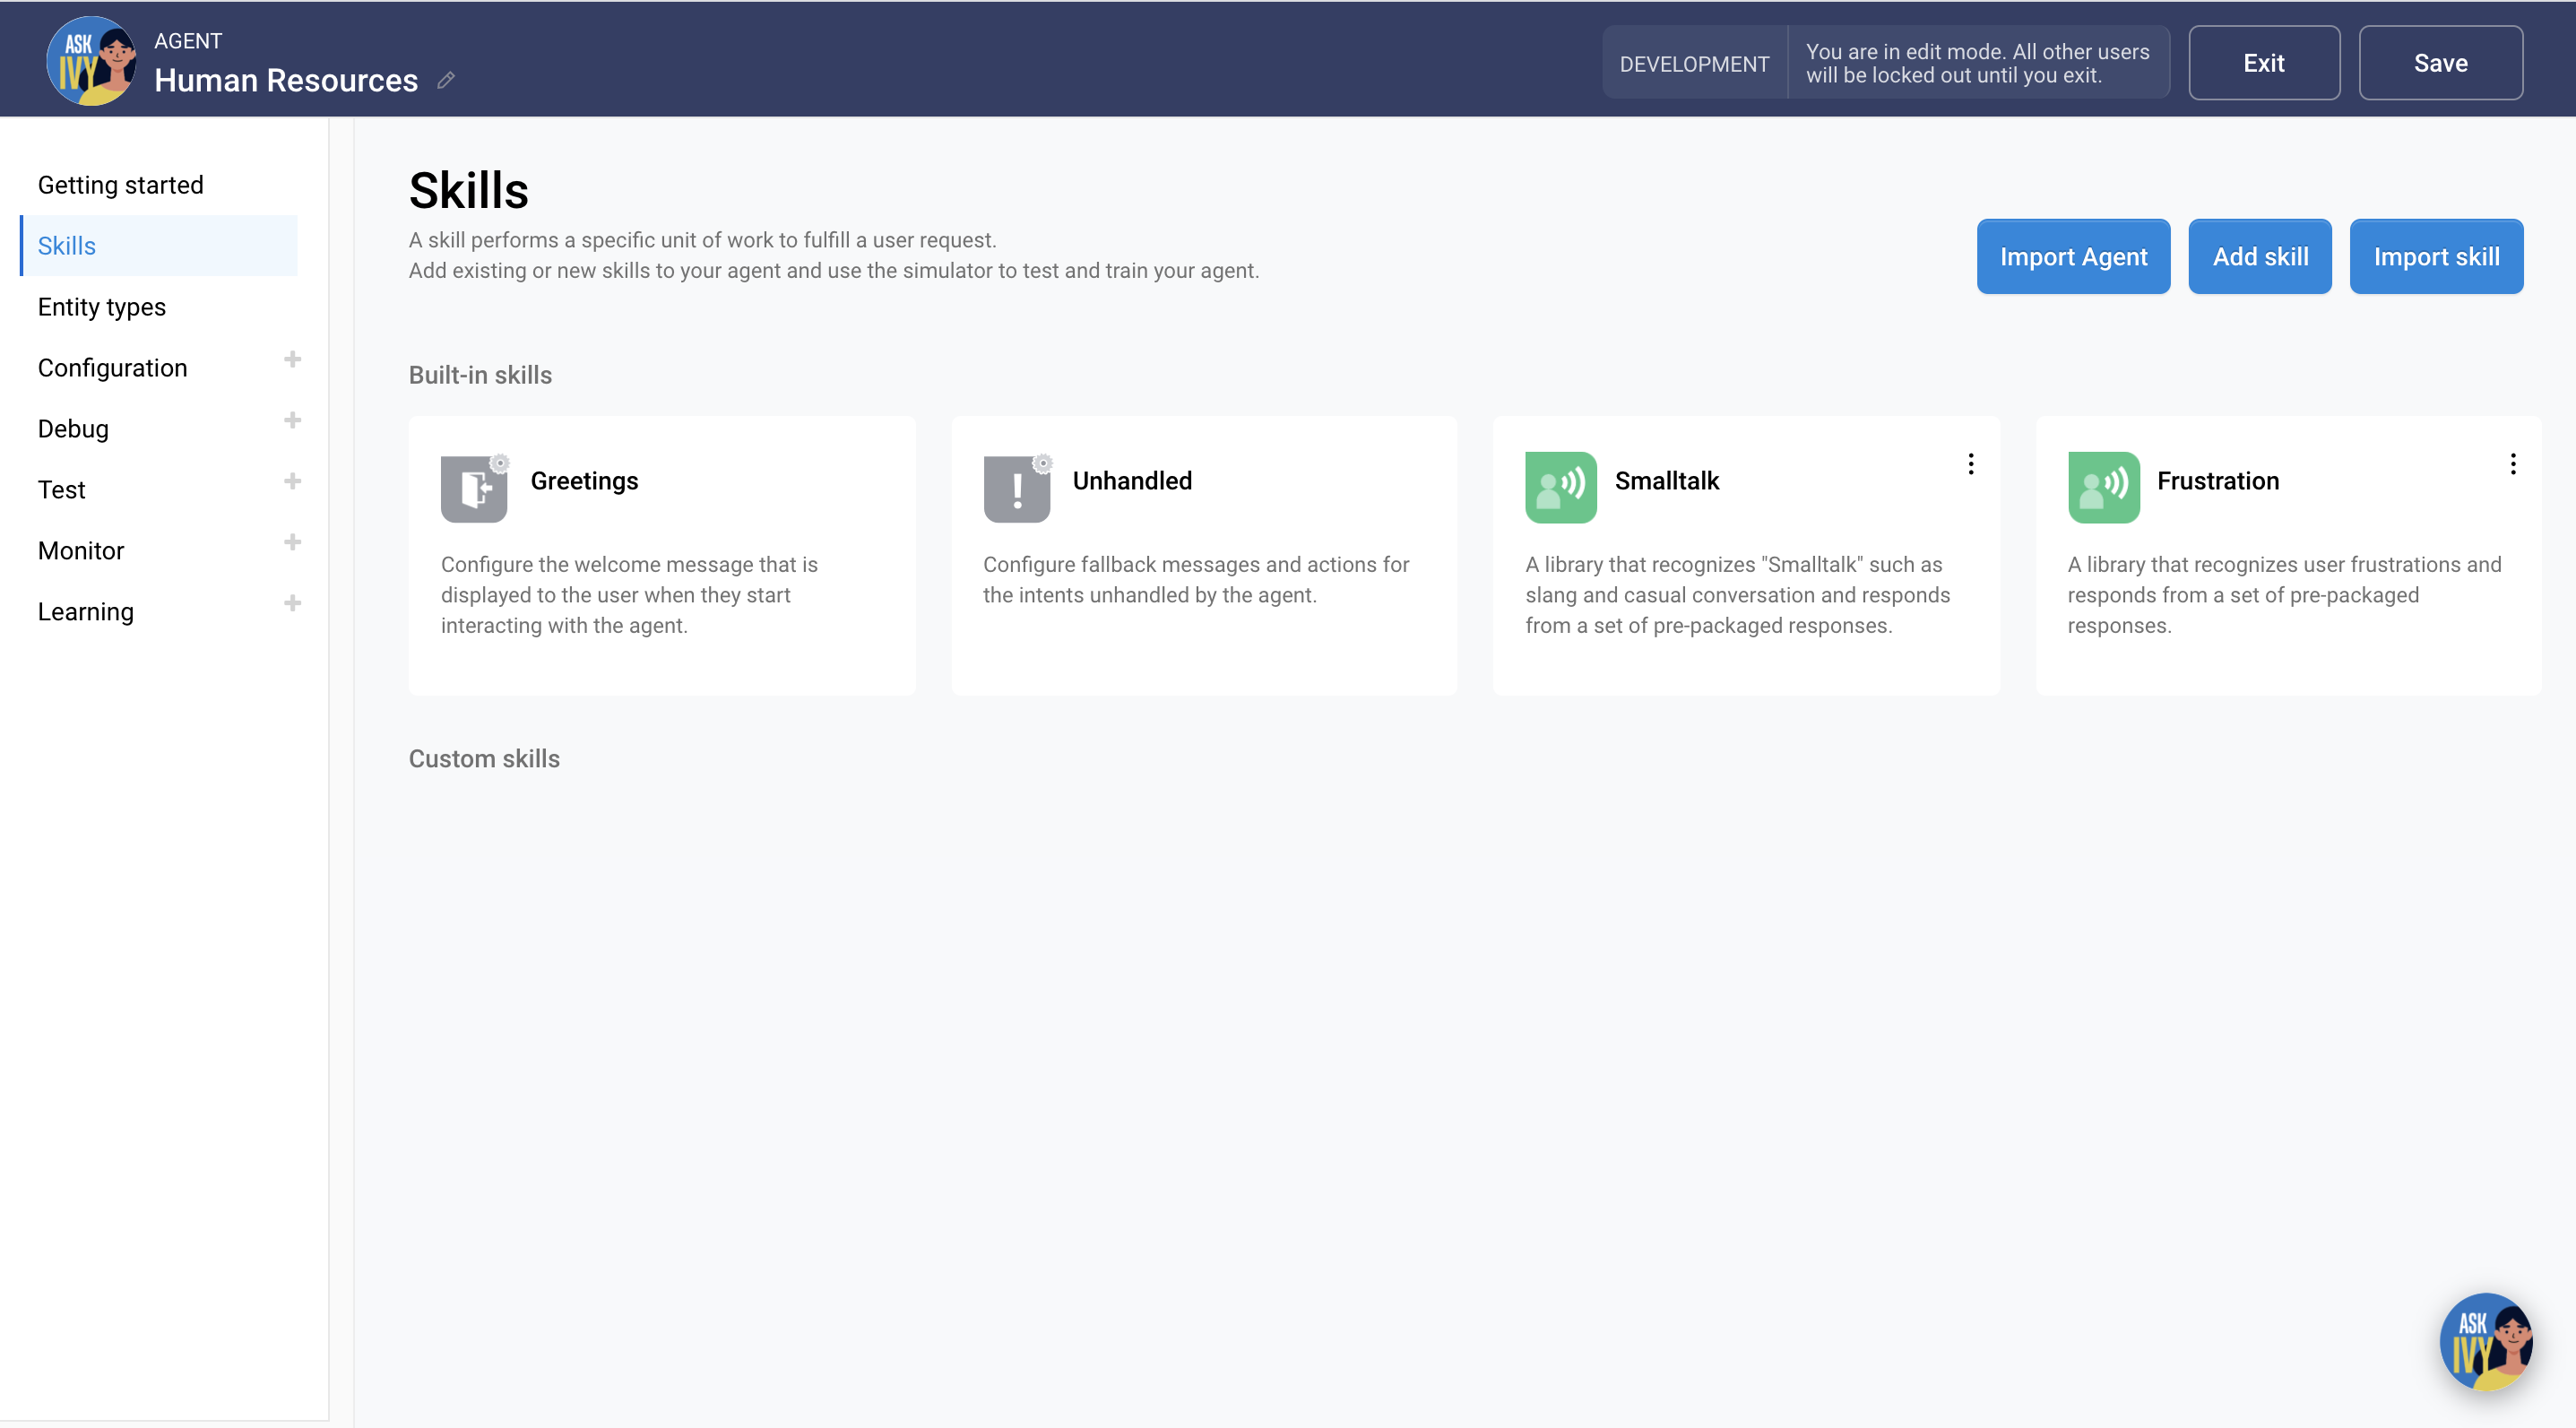 ASK
IVY
AGENT
Human Resources
DEVELOPMENT
You are in edit mode. All other users
will be locked out until you exit.
Exit
Save
Getting started
Skills
Entity types
Configuration
Debug
Test
Monitor
Learning
Skills
A skill performs a specific unit of work to fulfill a user request.
Add existing or new skills to your agent and use the simulator to test and train your agent.
Import Agent
Add skill
Import skill
Built-in skills
Greetings
Configure the welcome message that is
displayed to the user when they start
interacting with the agent.
Unhandled
Configure fallback messages and actions for
the intents unhandled by the agent.
Smalltalk
A library that recognizes "Smalltalk" such as
slang and casual conversation and responds
from a set of pre-packaged responses.
Frustration
A library that recognizes user frustrations and
responds from a set of pre-packaged
responses.
Custom skills
ASK
IVY